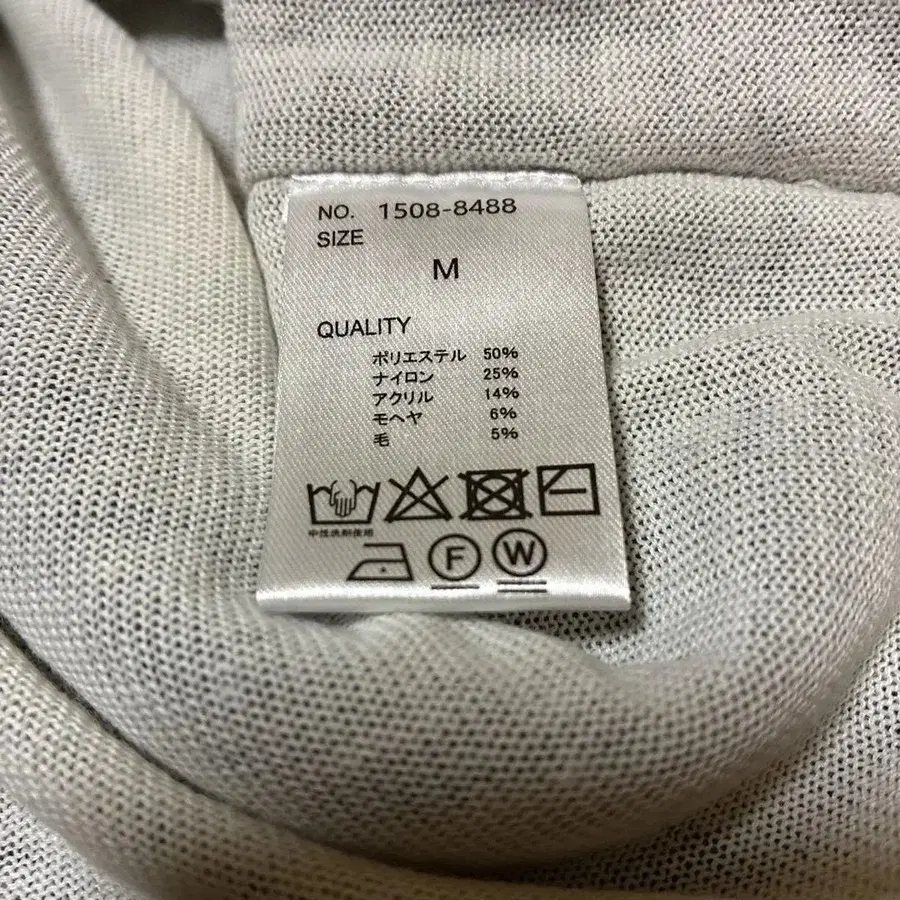 NO. 1508-8488
SIZE
M
QUALITY
ポリエステル 50%
ナイロン 25%
アクリル 14%
モヘヤ 6%
毛 5%
中性洗剤使用
F W